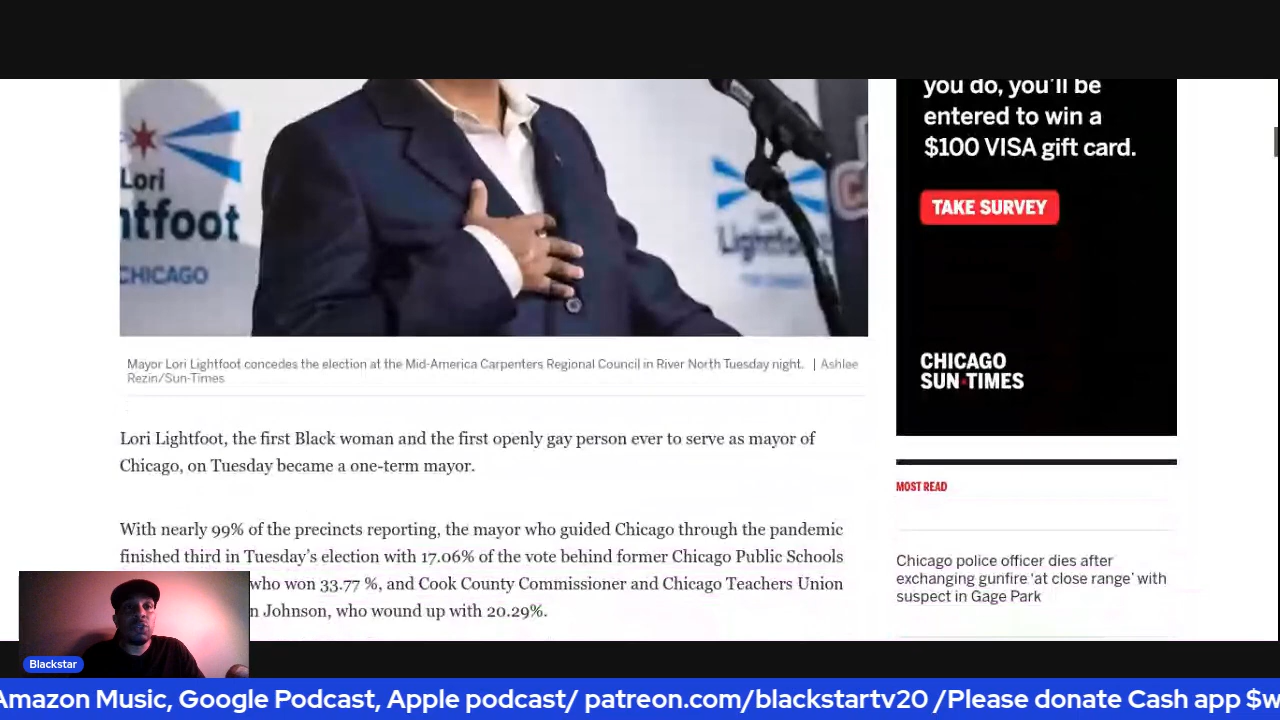 you do, you'll be
entered to win a
$100 VISA gift card.
TAKE SURVEY
Lori
ghtfoot
CHICAGO
Lori
Lightfoot
CHICAGO
SUN-TIMES
Mayor Lori Lightfoot concedes the election at the Mid-America Carpenters Regional Council in River North Tuesday night. | Ashlee
Rezin/Sun-Times
Lori Lightfoot, the first Black woman and the first openly gay person ever to serve as mayor of
Chicago, on Tuesday became a one-term mayor.
With nearly 99% of the precincts reporting, the mayor who guided Chicago through the pandemic
finished third in Tuesday's election with 17.06% of the vote behind former Chicago Public Schools
who won 33.77 %, and Cook County Commissioner and Chicago Teachers Union
n Johnson, who wound up with 20.29%.
MOST READ
Chicago police officer dies after
exchanging gunfire 'at close range' with
suspect in Gage Park
Blackstar
Amazon Music, Google Podcast, Apple podcast/ patreon.com/blackstartv20 /Please donate Cash app $w